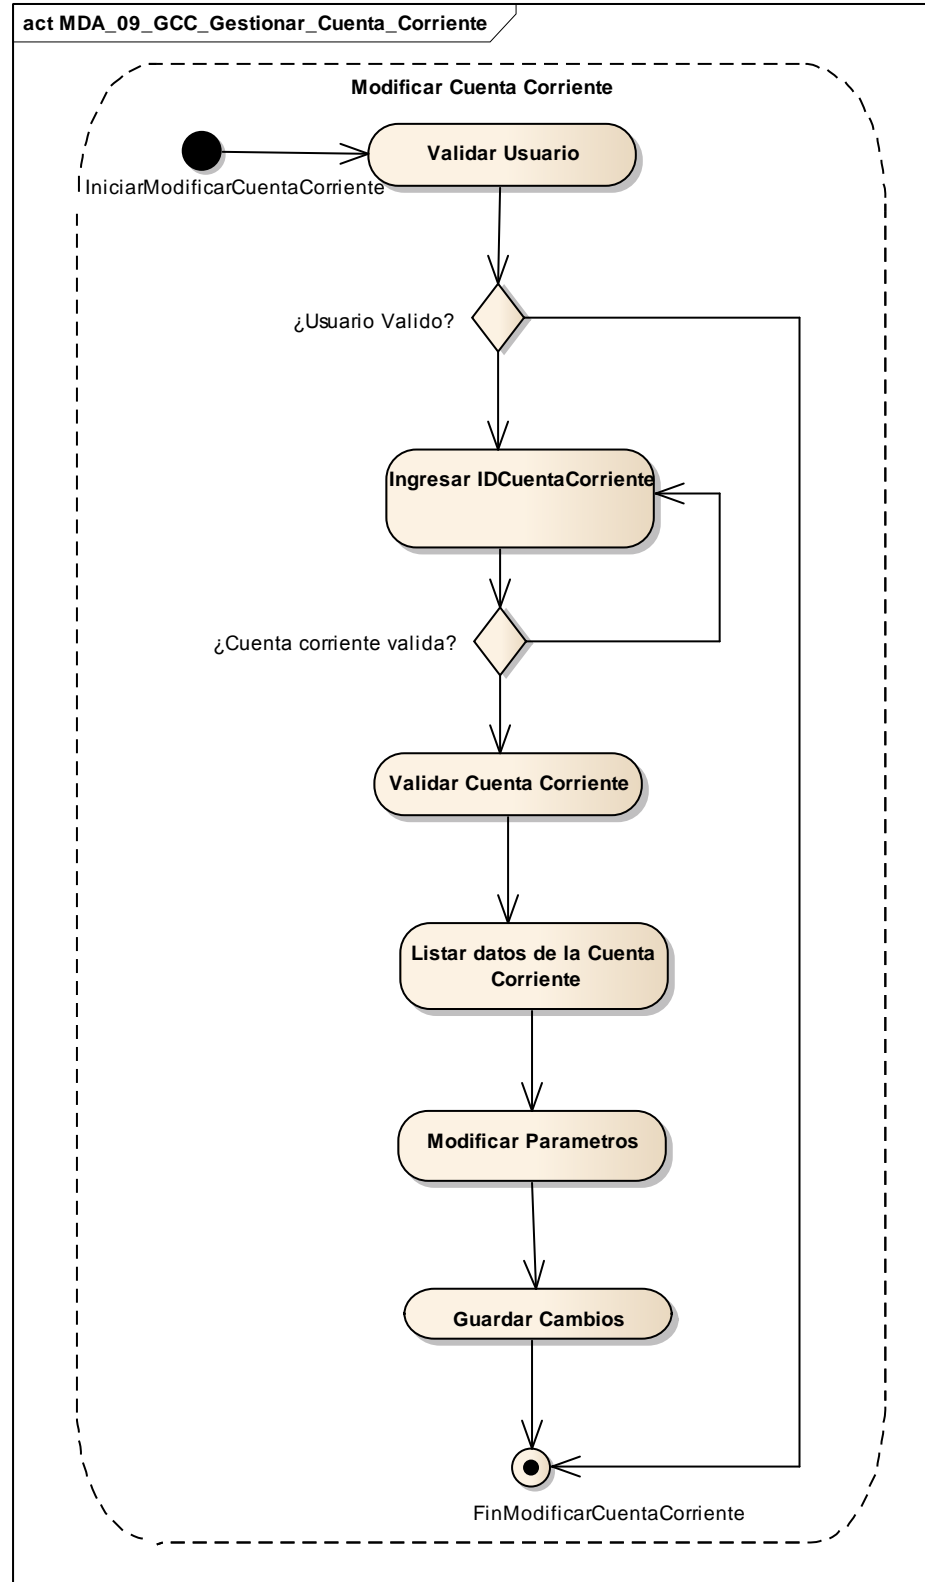 act MDA_09_GCC_Gestionar_Cuenta_Corriente
Modificar Cuenta Corriente
Validar Usuario
IniciarModificarCuentaCorriente
¿Usuario Valido?
Ingresar IDCuentaCorriente
¿Cuenta corriente valida?
Validar Cuenta Corriente
Listar datos de la Cuenta
Corriente
Modificar Parametros
Guardar Cambios
FinModificarCuentaCorriente